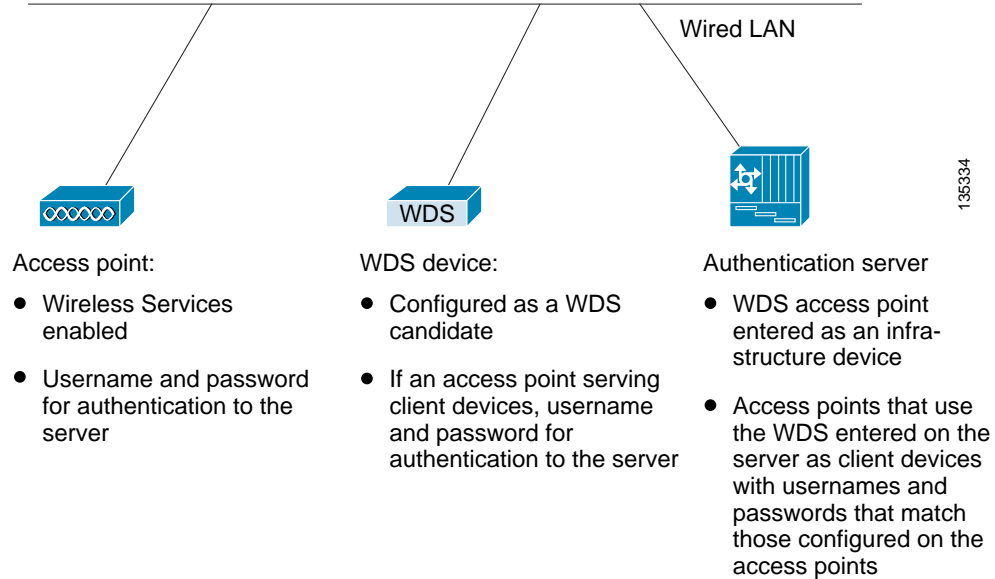 Wired LAN
135334
WDS
Access point:
● Wireless Services
enabled
● Username and password
for authentication to the
server
WDS device:
● Configured as a WDS
candidate
● If an access point serving
client devices, username
and password for
authentication to the server
Authentication server
● WDS access point
entered as an infra-
structure device
● Access points that use
the WDS entered on the
server as client devices
with usernames and
passwords that match
those configured on the
access points